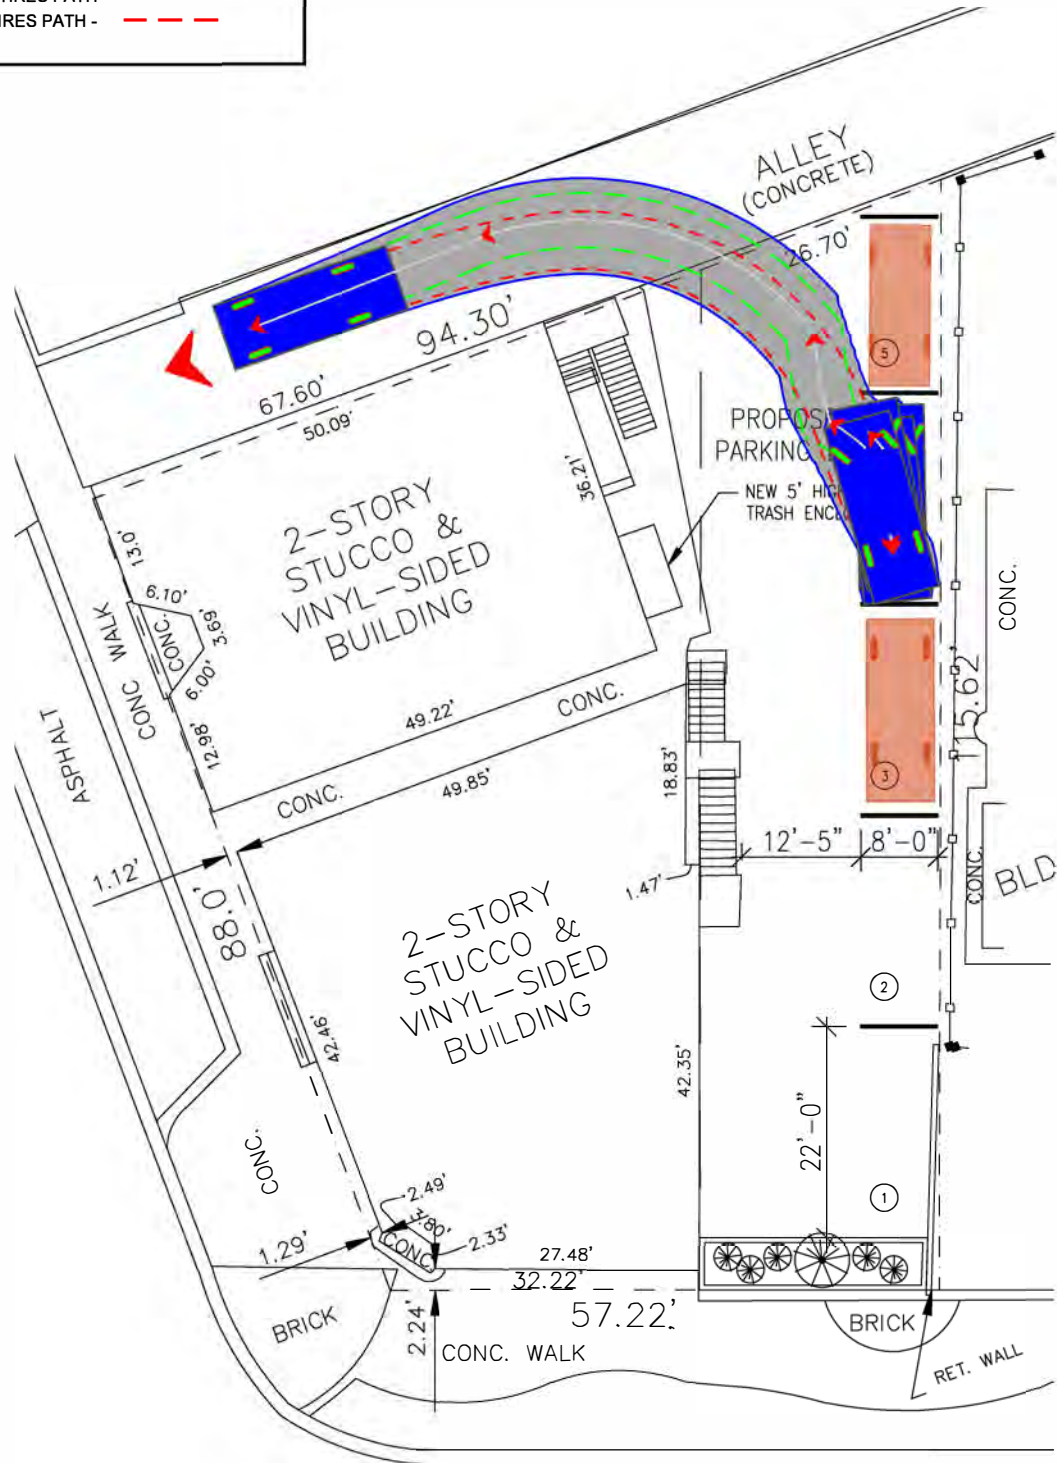 IRES PATH -
ALLEY
(CONCRETE)
26.70'
94.30'
67.60'
50.09'
5
PROPOS
PARKING
NEW 5' HIG
TRASH ENCL
36.21'
2-STORY
STUCCO &
VINYL-SIDED
BUILDING
13.0'
6.10'
3.69'
CONC.
6.00'
12.98'
CONC WALK
ASPHALT
49.22'
CONC.
CONC.
49.85'
18.83'
CONC.
15.62'
3
12'-5"
8'-0"
1.47'
CONC.
BLD
1.12'
88.0'
2-STORY
STUCCO &
VINYL-SIDED
BUILDING
42.46'
42.35'
2
22'-0"
1
CONC.
2.49'
3.80'
CONC.
2.33'
1.29'
27.48'
32.22'
57.22'
2.24'
BRICK
CONC. WALK
BRICK
RET. WALL